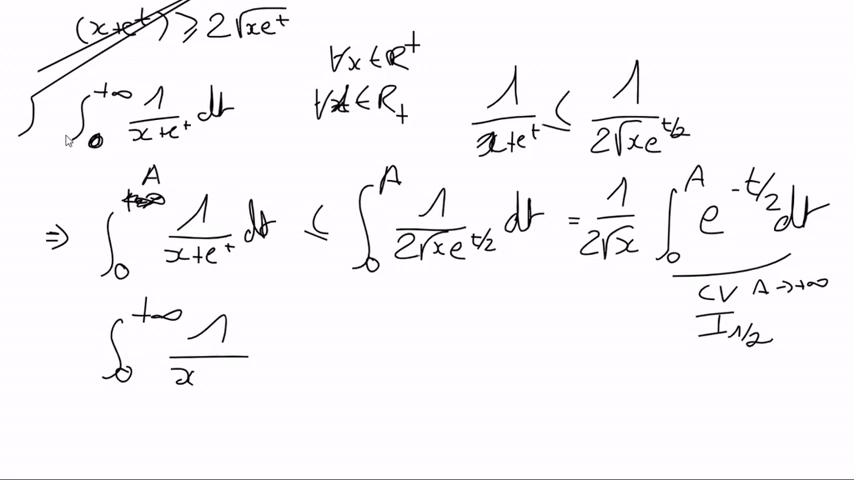 (x+e^t) ⩾ 2√xe^t
∀x ∈ R^+
∫ ∫_0^{+∞} 1/(x+e^t) dt ∀t ∈ R_+ 1/(x+e^t) ≤ 1/(2√x e^{t/2})
⇒ ∫_0^A 1/(x+e^t) dt ≤ ∫_0^A 1/(2√x e^{t/2}) dt = 1/(2√x) ∫_0^A e^{-t/2} dt
CV A→+∞
I_{1/2}
∫_0^{+∞} 1/x